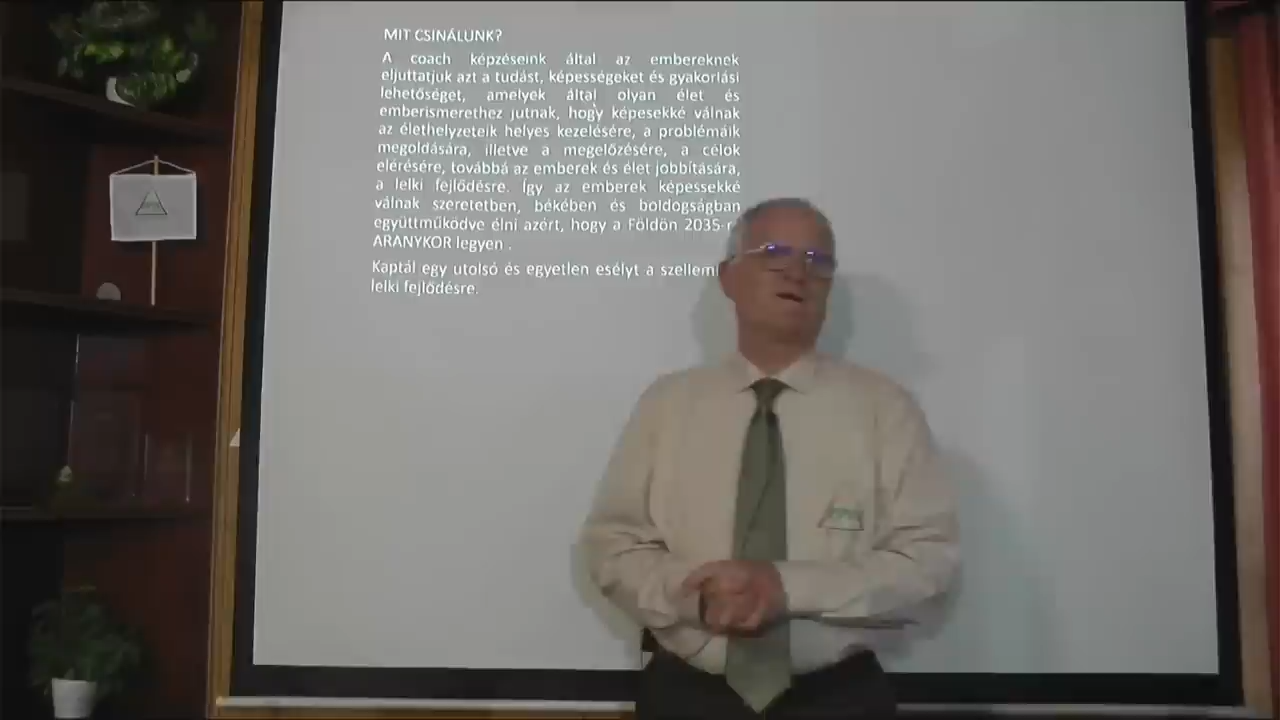 MIT CSINÁLUNK?
A coach képzéseink által az embereknek
eljuttatjuk azt a tudást, képességeket és gyakorlási
lehetőséget, amelyek által olyan élet és
emberismerethez jutnak, hogy képesekké válnak
az élethelyzeteik helyes kezelésére, a problémáik
megoldására, illetve a megelőzésére, a célok
elérésére, továbbá az emberek és élet jobbítására,
a lelki fejlődésre. Így az emberek képessekké
válnak szeretetben, békében és boldogságban
együttműködve élni azért, hogy a Földön 2035-r
ARANYKOR legyen .
Kaptál egy utolsó és egyetlen esélyt a szellemi
lelki fejlődésre.